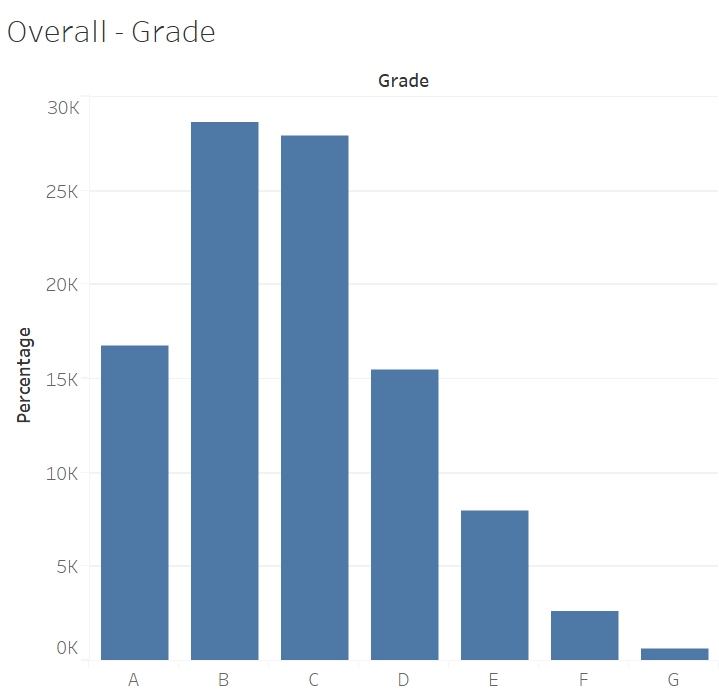 Overall - Grade
Grade
30K
25K
20K
15K
10K
5K
0K
Percentage
A B C D E F G